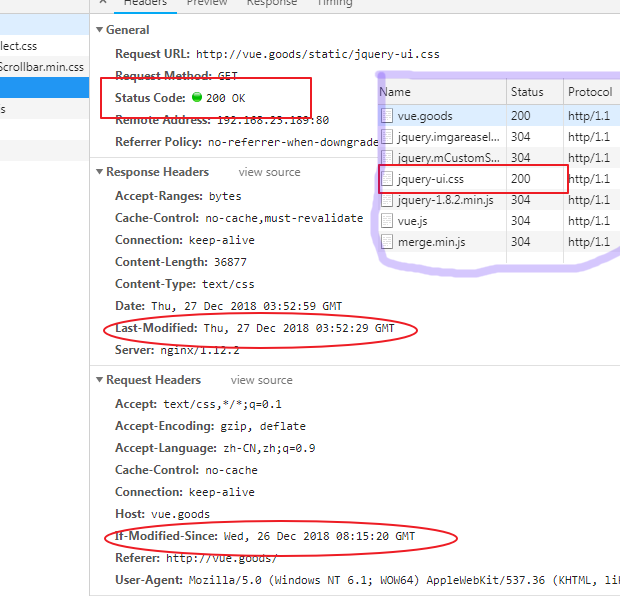 Headers Preview Response Timing
lect.css
Scrollbar.min.css
s
General
Request URL: http://vue.goods/static/jquery-ui.css
Request Method: GET
Status Code: 200 OK
Remote Address: 192.168.25.189:80
Referrer Policy: no-referrer-when-downgrade
Response Headers view source
Accept-Ranges: bytes
Cache-Control: no-cache,must-revalidate
Connection: keep-alive
Content-Length: 36877
Content-Type: text/css
Date: Thu, 27 Dec 2018 03:52:59 GMT
Last-Modified: Thu, 27 Dec 2018 03:52:29 GMT
Server: nginx/1.12.2
Request Headers view source
Accept: text/css,*/*;q=0.1
Accept-Encoding: gzip, deflate
Accept-Language: zh-CN,zh;q=0.9
Cache-Control: no-cache
Connection: keep-alive
Host: vue.goods
If-Modified-Since: Wed, 26 Dec 2018 08:15:20 GMT
Referer: http://vue.goods/
User-Agent: Mozilla/5.0 (Windows NT 6.1; WOW64) AppleWebKit/537.36 (KHTML, lik
Name Status Protocol
vue.goods 200 http/1.1
jquery.imgareasel... 304 http/1.1
jquery.mCustomS... 304 http/1.1
jquery-ui.css 200 http/1.1
jquery-1.8.2.min.js 304 http/1.1
vue.js 304 http/1.1
merge.min.js 304 http/1.1